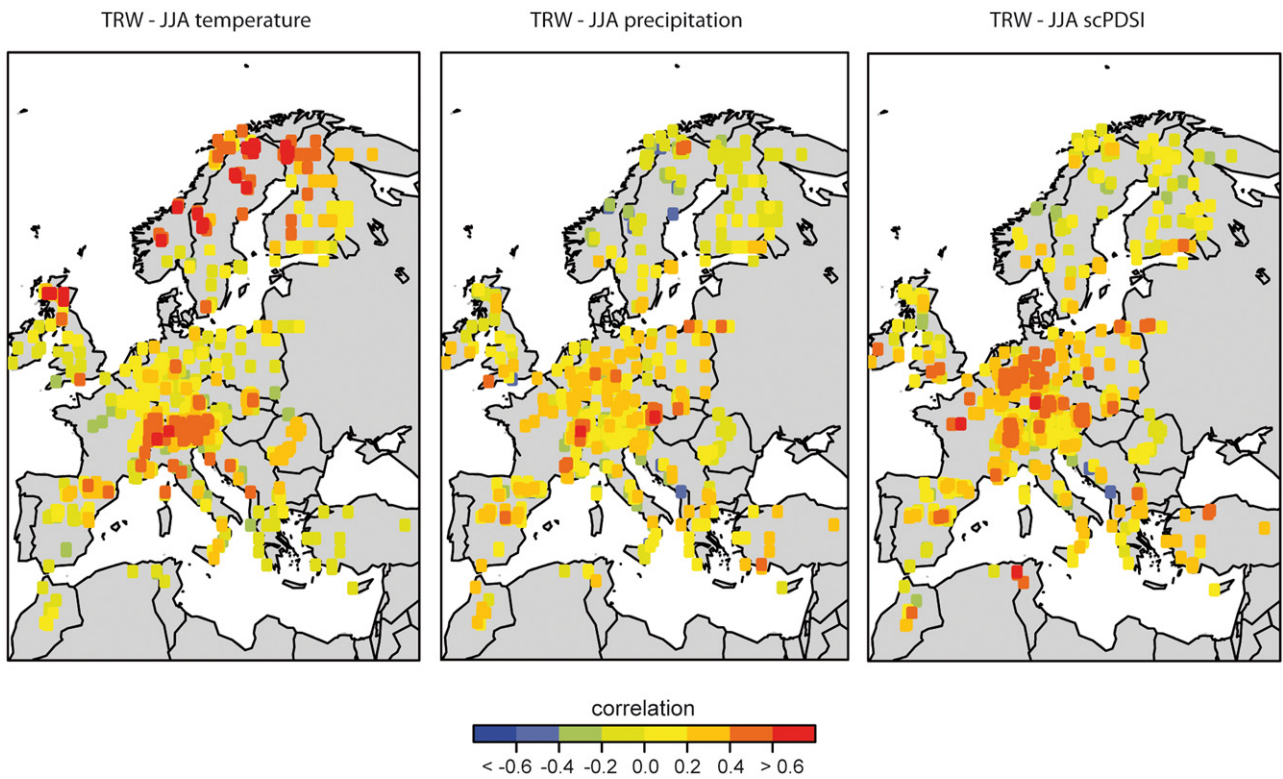 TRW - JJA temperature
TRW - JJA precipitation
TRW - JJA scPDSI
correlation
< -0.6 -0.4 -0.2 0.0 0.2 0.4 > 0.6